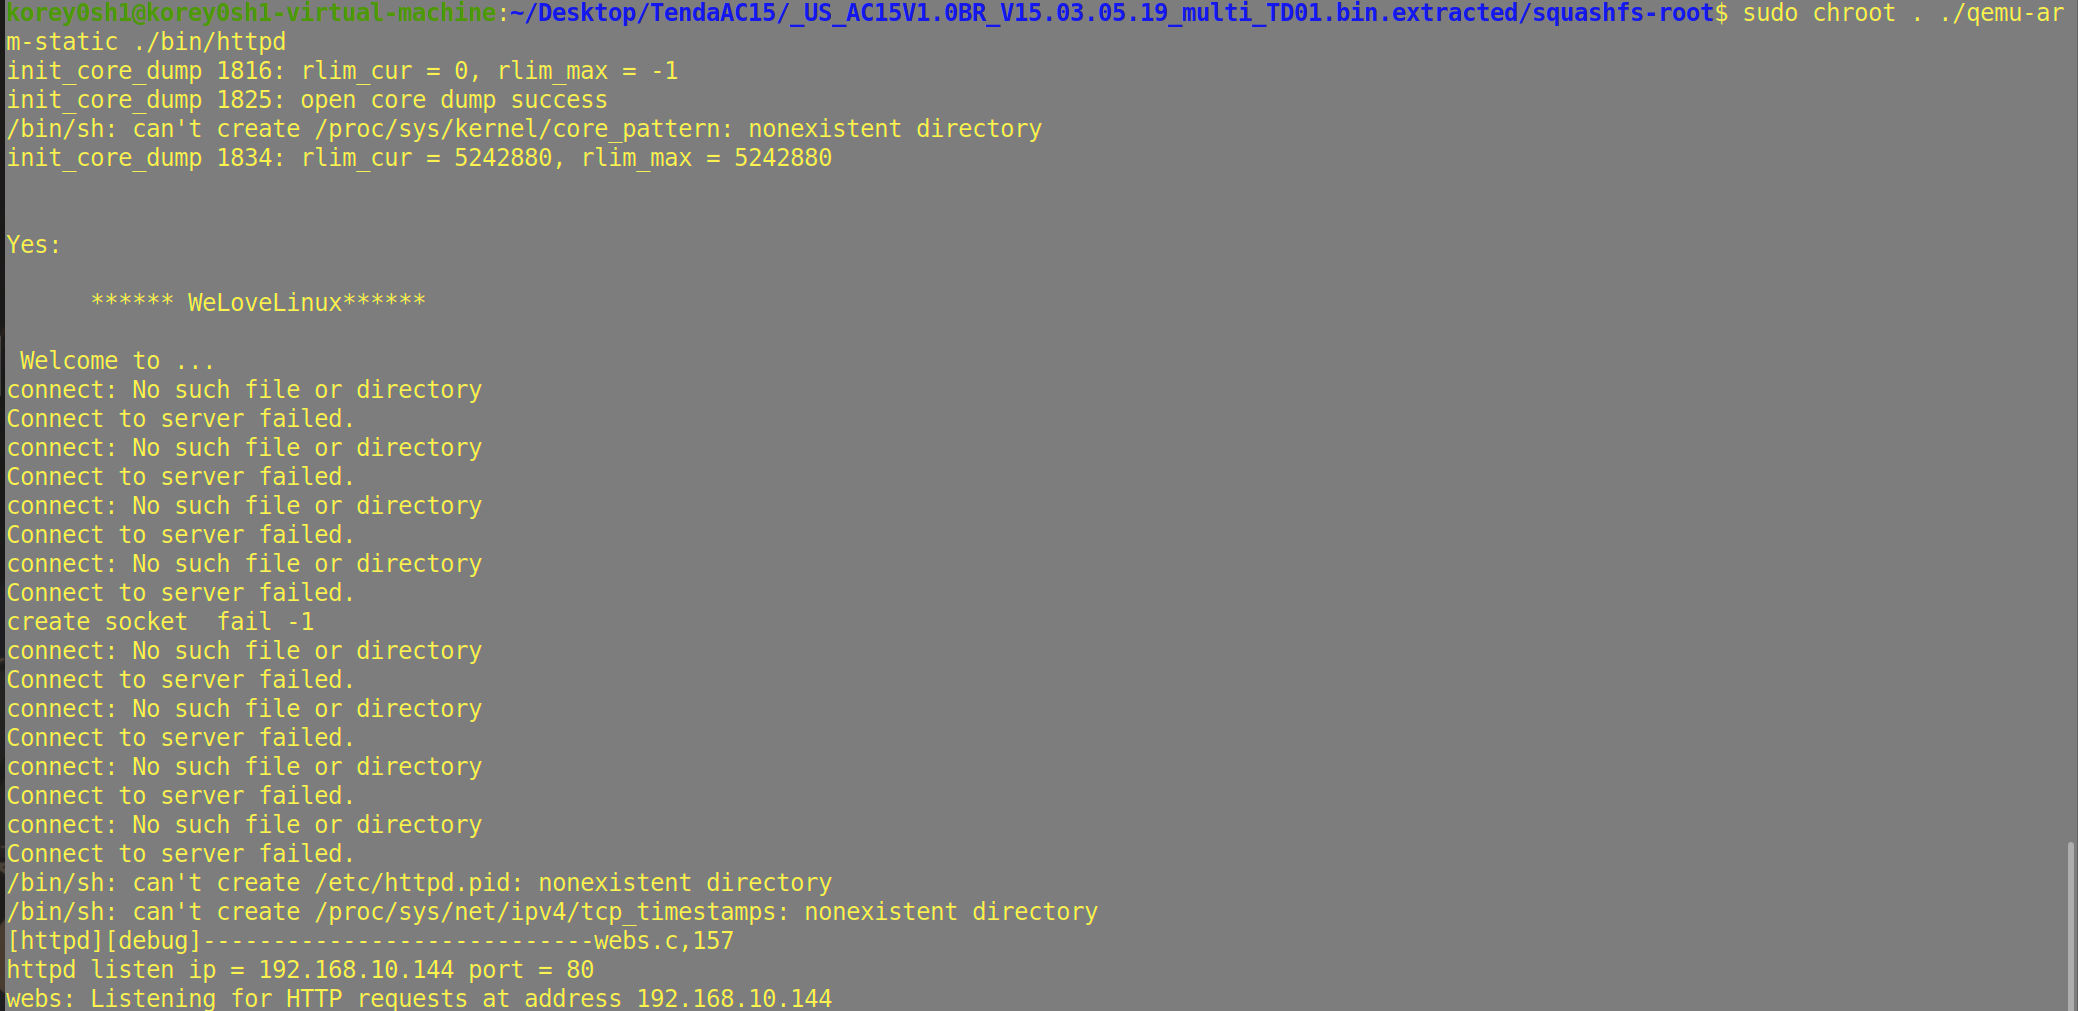 korey0sh1@korey0sh1-virtual-machine:~/Desktop/TendaAC15/_US_AC15V1.0BR_V15.03.05.19_multi_TD01.bin.extracted/squashfs-root$ sudo chroot . ./qemu-ar
m-static ./bin/httpd
init_core_dump 1816: rlim_cur = 0, rlim_max = -1
init_core_dump 1825: open core dump success
/bin/sh: can't create /proc/sys/kernel/core_pattern: nonexistent directory
init_core_dump 1834: rlim_cur = 5242880, rlim_max = 5242880
Yes:
****** WeLoveLinux******
Welcome to ...
connect: No such file or directory
Connect to server failed.
connect: No such file or directory
Connect to server failed.
connect: No such file or directory
Connect to server failed.
connect: No such file or directory
Connect to server failed.
create socket  fail -1
connect: No such file or directory
Connect to server failed.
connect: No such file or directory
Connect to server failed.
connect: No such file or directory
Connect to server failed.
connect: No such file or directory
Connect to server failed.
/bin/sh: can't create /etc/httpd.pid: nonexistent directory
/bin/sh: can't create /proc/sys/net/ipv4/tcp_timestamps: nonexistent directory
[httpd][debug]----------------------------webs.c,157
httpd listen ip = 192.168.10.144 port = 80
webs: Listening for HTTP requests at address 192.168.10.144